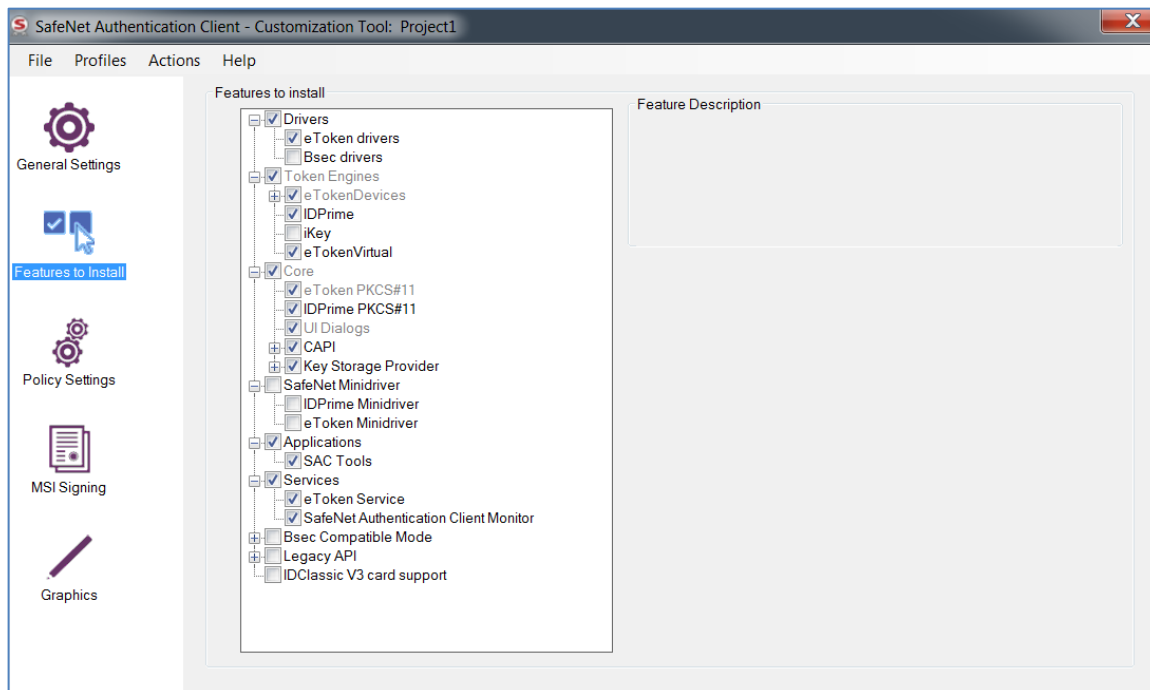 SafeNet Authentication Client - Customization Tool: Project1
File Profiles Actions Help
General Settings
Features to Install
Policy Settings
MSI Signing
Graphics
Features to install
Drivers
eToken drivers
Bsec drivers
Token Engines
eTokenDevices
IDPrime
iKey
eTokenVirtual
Core
eToken PKCS#11
IDPrime PKCS#11
UI Dialogs
CAPI
Key Storage Provider
SafeNet Minidriver
IDPrime Minidriver
eToken Minidriver
Applications
SAC Tools
Services
eToken Service
SafeNet Authentication Client Monitor
Bsec Compatible Mode
Legacy API
IDClassic V3 card support
Feature Description